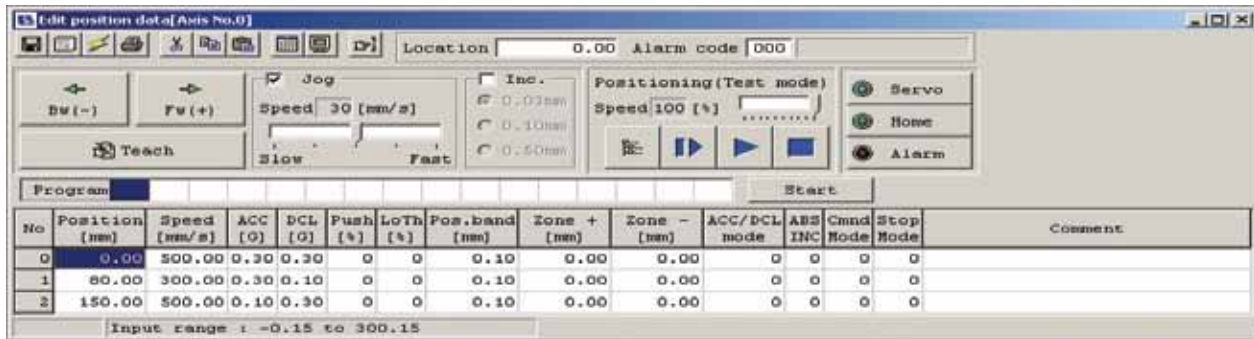 Edit position data[Axis No.0]
Location 0.00 Alarm code 000
Bw(-) Fw(+)
Teach
Jog
Speed 30 [mm/s]
Slow Fast
Inc.
0.03mm
0.10mm
0.50mm
Positioning(Test mode)
Speed 100 [%]
Servo
Home
Alarm
Program Start
No Position [mm] Speed [mm/s] ACC [G] DCL [G] Push [%] LoTh [%] Pos.band [mm] Zone + [mm] Zone - [mm] ACC/DCL mode ABS INC Cmnd Mode Stop Mode Comment
0 0.00 500.00 0.30 0.30 0 0 0.10 0.00 0.00 0 0 0 0
1 80.00 300.00 0.30 0.10 0 0 0.10 0.00 0.00 0 0 0 0
2 150.00 500.00 0.10 0.30 0 0 0.10 0.00 0.00 0 0 0 0
Input range : -0.15 to 300.15